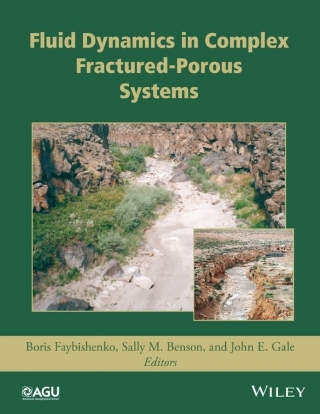 Fluid Dynamics in Complex
Fractured-Porous
Systems
Boris Faybishenko, Sally M. Benson, and John E. Gale
Editors
AGU
WILEY